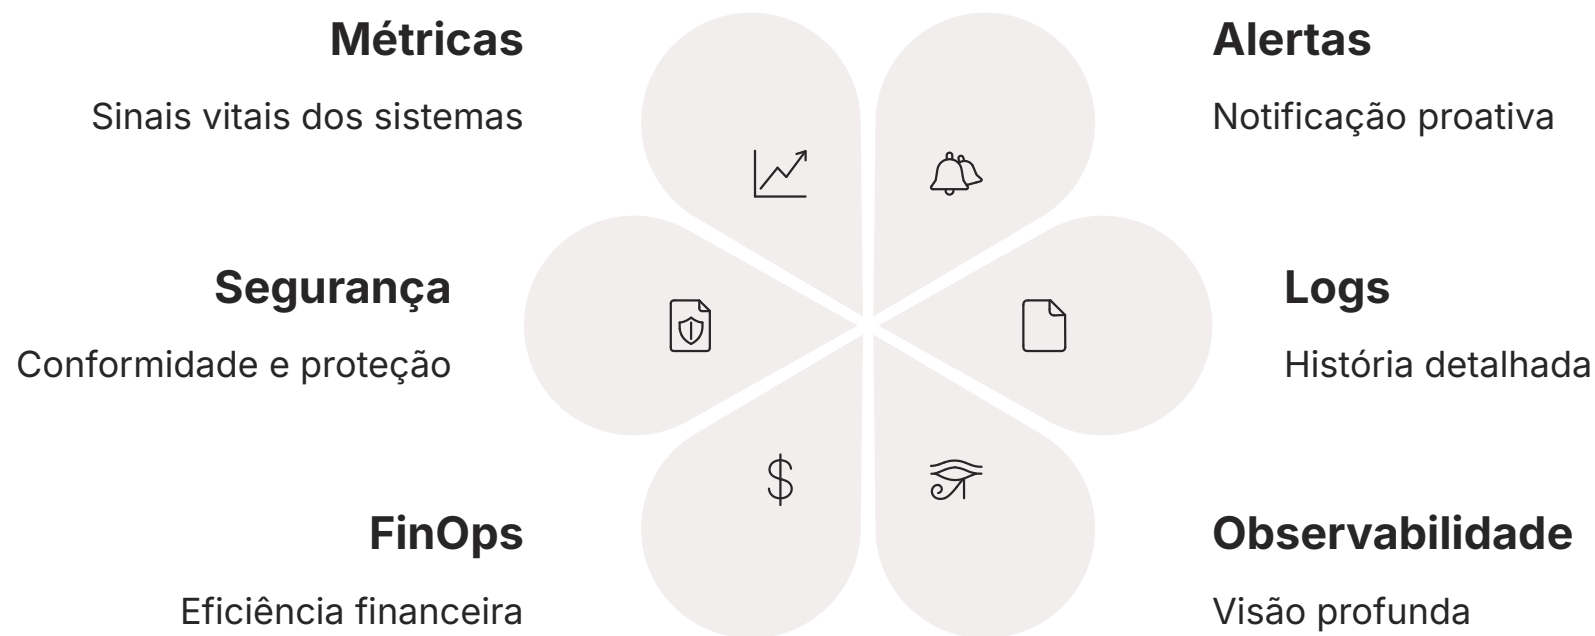 Métricas
Sinais vitais dos sistemas
Alertas
Notificação proativa
Segurança
Conformidade e proteção
Logs
História detalhada
FinOps
Eficiência financeira
Observabilidade
Visão profunda